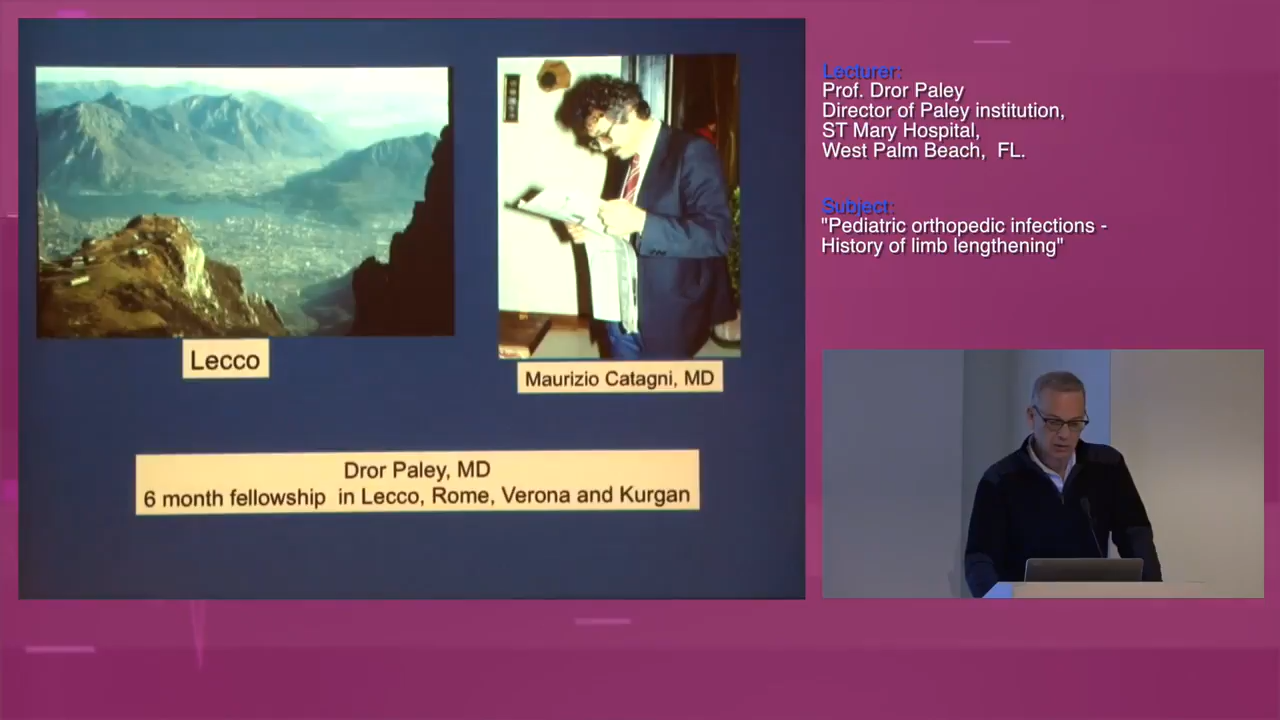 Lecco
Maurizio Catagni, MD
Dror Paley, MD
6 month fellowship in Lecco, Rome, Verona and Kurgan
Lecturer:
Prof. Dror Paley
Director of Paley institution,
ST Mary Hospital,
West Palm Beach, FL.
Subject:
"Pediatric orthopedic infections -
History of limb lengthening"